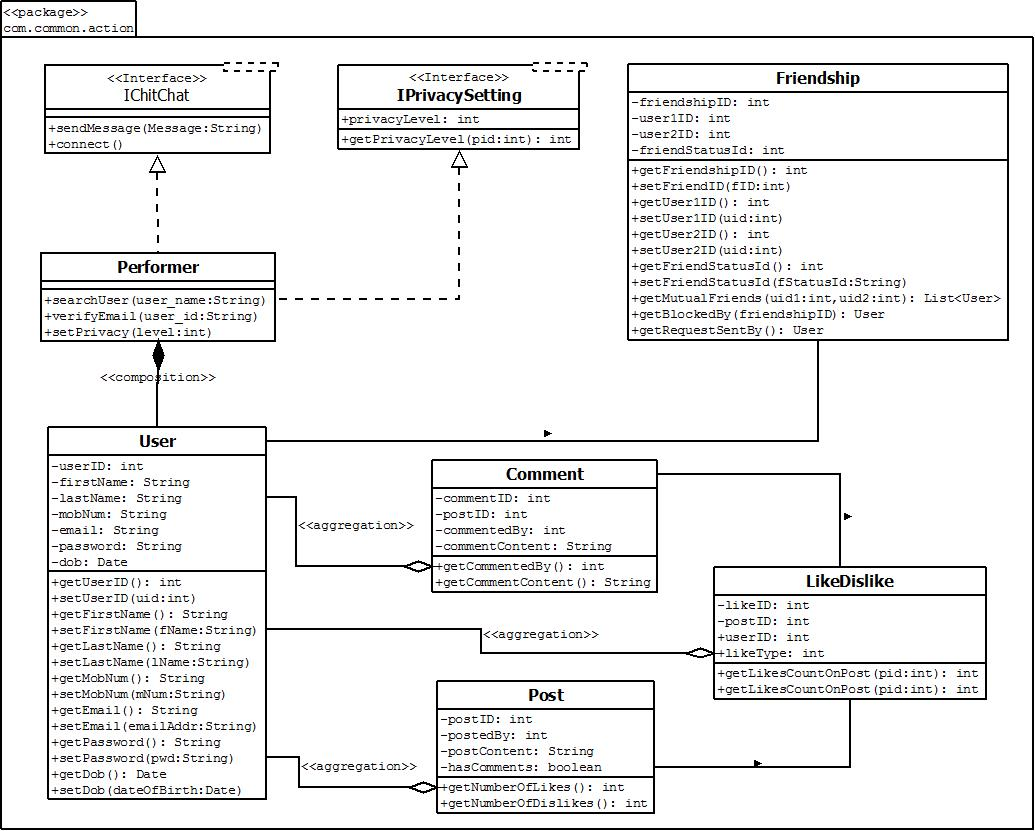 <<package>>
com.common.action
<<Interface>>
IChitChat
+sendMessage(Message:String)
+connect()
<<Interface>>
IPrivacySetting
+privacyLevel: int
+getPrivacyLevel(pid:int): int
Friendship
-friendshipID: int
-user1ID: int
-user2ID: int
-friendStatusId: int
+getFriendshipID(): int
+setFriendID(fID:int)
+getUser1ID(): int
+setUser1ID(uid:int)
+getUser2ID(): int
+setUser2ID(uid:int)
+getFriendStatusId(): int
+setFriendStatusId(fStatusId:String)
+getMutualFriends(uid1:int,uid2:int): List<User>
+getBlockedBy(friendshipID): User
+getRequestSentBy(): User
Performer
+searchUser(user_name:String)
+verifyEmail(user_id:String)
+setPrivacy(level:int)
<<composition>>
User
-userID: int
-firstName: String
-lastName: String
-mobNum: String
-email: String
-password: String
-dob: Date
+getUserID(): int
+setUserID(uid:int)
+getFirstName(): String
+setFirstName(fName:String)
+getLastName(): String
+setLastName(lName:String)
+getMobNum(): String
+setMobNum(mNum:String)
+getEmail(): String
+setEmail(emailAddr:String)
+getPassword(): String
+setPassword(pwd:String)
+getDob(): Date
+setDob(dateOfBirth:Date)
<<aggregation>>
Comment
-commentID: int
-postID: int
-commentedBy: int
-commentContent: String
+getCommentedBy(): int
+getCommentContent(): String
<<aggregation>>
LikeDislike
-likeID: int
-postID: int
+userID: int
+likeType: int
+getLikesCountOnPost(pid:int): int
+getLikesCountOnPost(pid:int): int
<<aggregation>>
Post
-postID: int
-postedBy: int
-postContent: String
-hasComments: boolean
+getNumberOfLikes(): int
+getNumberOfDislikes(): int